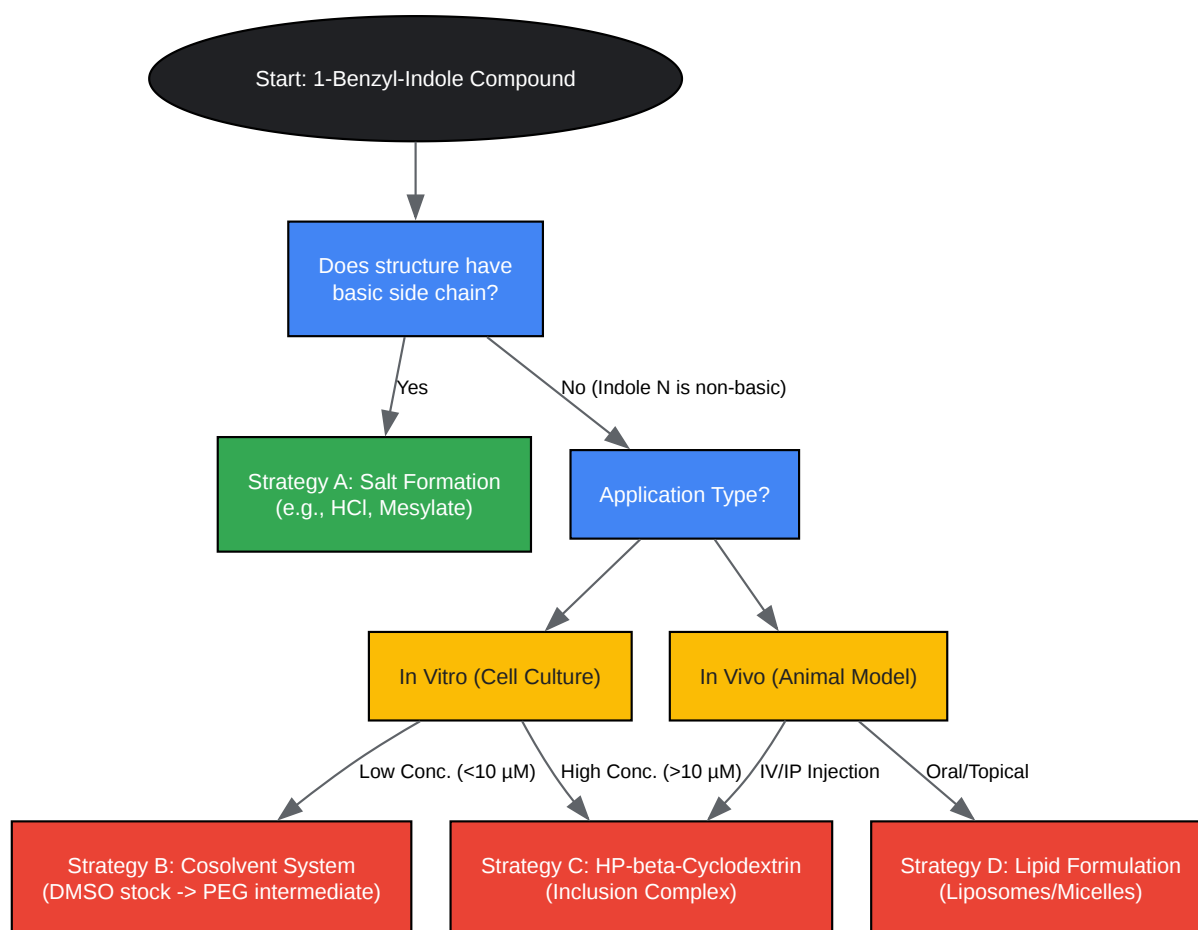 Start: 1-Benzyl-Indole Compound
Does structure have
basic side chain?
Yes
No (Indole N is non-basic)
Strategy A: Salt Formation
(e.g., HCl, Mesylate)
Application Type?
In Vitro (Cell Culture)
In Vivo (Animal Model)
Low Conc. (<10 µM)
High Conc. (>10 µM)
IV/IP Injection
Oral/Topical
Strategy B: Cosolvent System
(DMSO stock -> PEG intermediate)
Strategy C: HP-beta-Cyclodextrin
(Inclusion Complex)
Strategy D: Lipid Formulation
(Liposomes/Micelles)